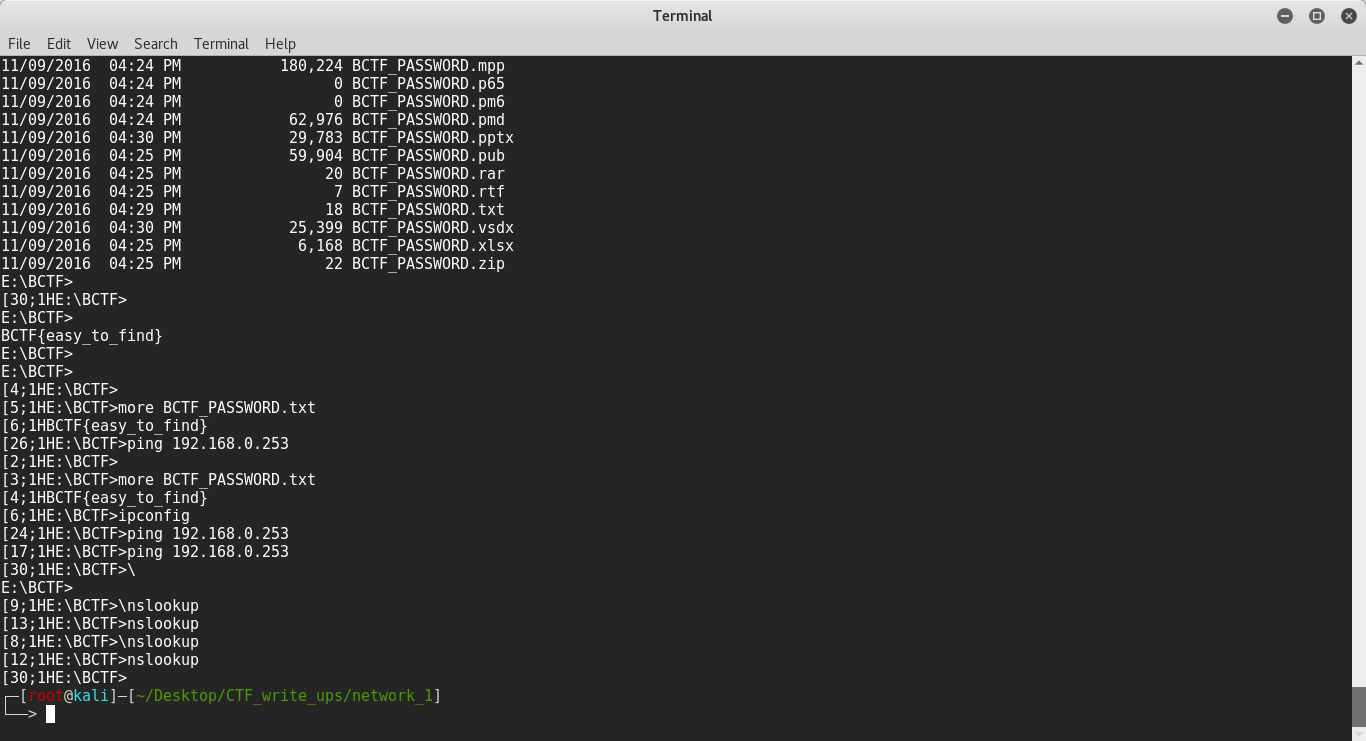 Terminal
File Edit View Search Terminal Help
11/09/2016  04:24 PM           180,224 BCTF_PASSWORD.mpp
11/09/2016  04:24 PM                 0 BCTF_PASSWORD.p65
11/09/2016  04:24 PM                 0 BCTF_PASSWORD.pm6
11/09/2016  04:24 PM            62,976 BCTF_PASSWORD.pmd
11/09/2016  04:30 PM            29,783 BCTF_PASSWORD.pptx
11/09/2016  04:25 PM            59,904 BCTF_PASSWORD.pub
11/09/2016  04:25 PM                20 BCTF_PASSWORD.rar
11/09/2016  04:25 PM                 7 BCTF_PASSWORD.rtf
11/09/2016  04:29 PM                18 BCTF_PASSWORD.txt
11/09/2016  04:30 PM            25,399 BCTF_PASSWORD.vsdx
11/09/2016  04:25 PM             6,168 BCTF_PASSWORD.xlsx
11/09/2016  04:25 PM                22 BCTF_PASSWORD.zip
E:\BCTF>
[30;1HE:\BCTF>
E:\BCTF>
BCTF{easy_to_find}
E:\BCTF>
E:\BCTF>
[4;1HE:\BCTF>
[5;1HE:\BCTF>more BCTF_PASSWORD.txt
[6;1HBCTF{easy_to_find}
[26;1HE:\BCTF>ping 192.168.0.253
[2;1HE:\BCTF>
[3;1HE:\BCTF>more BCTF_PASSWORD.txt
[4;1HBCTF{easy_to_find}
[6;1HE:\BCTF>ipconfig
[24;1HE:\BCTF>ping 192.168.0.253
[17;1HE:\BCTF>ping 192.168.0.253
[30;1HE:\BCTF>\
E:\BCTF>
[9;1HE:\BCTF>\nslookup
[13;1HE:\BCTF>nslookup
[8;1HE:\BCTF>\nslookup
[12;1HE:\BCTF>nslookup
[30;1HE:\BCTF>
┌─[root@kali]─[~/Desktop/CTF_write_ups/network_1]
└──>